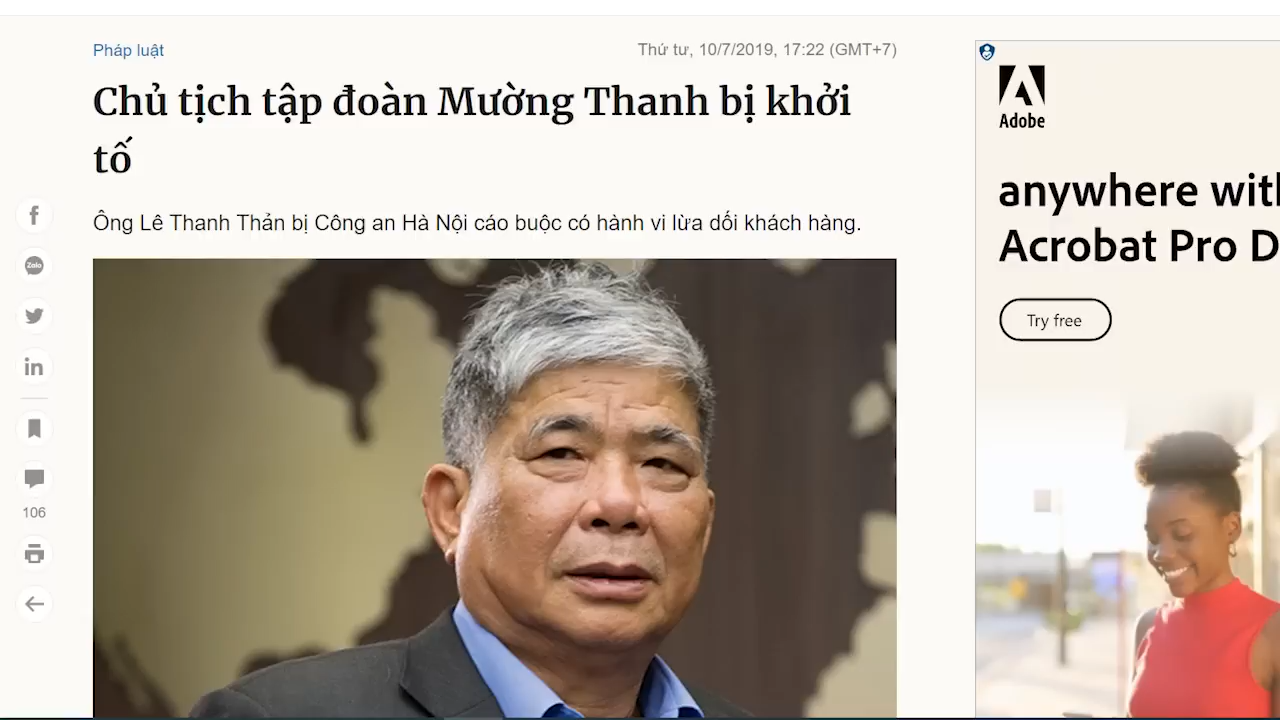 Pháp luật
Thứ tư, 10/7/2019, 17:22 (GMT+7)
Chủ tịch tập đoàn Mường Thanh bị khởi
tố
Ông Lê Thanh Thản bị Công an Hà Nội cáo buộc có hành vi lừa dối khách hàng.
Zalo
106
Adobe
anywhere with
Acrobat Pro D
Try free